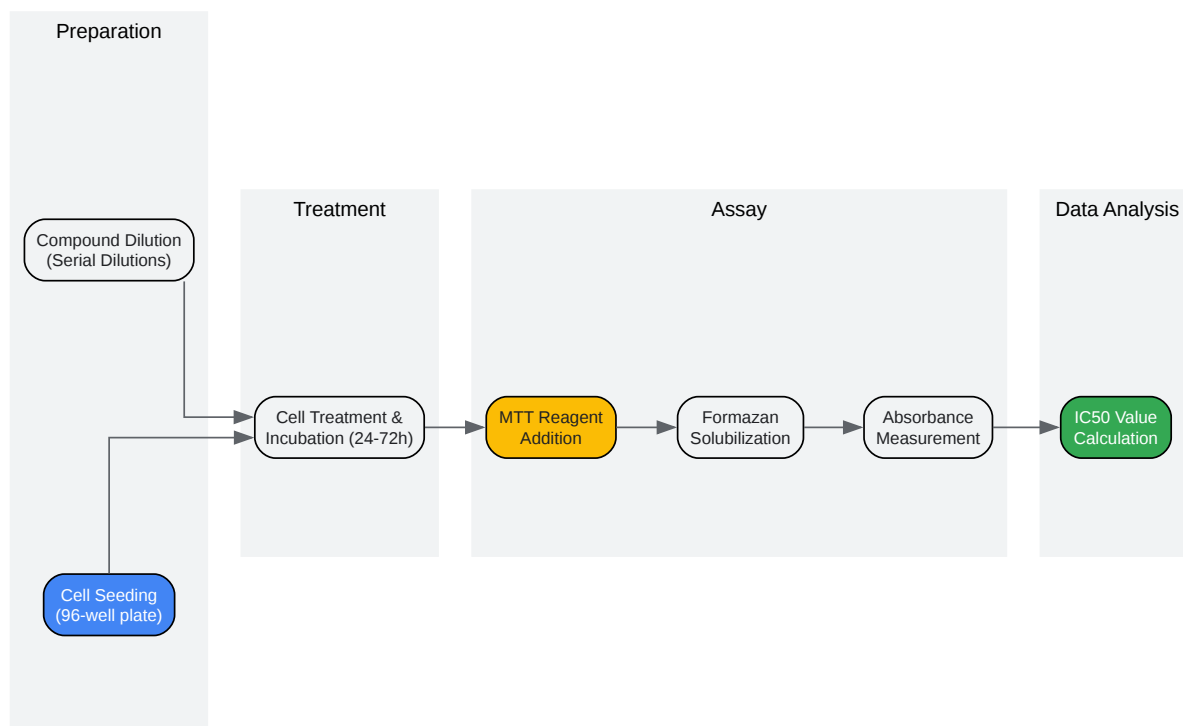 Preparation
Compound Dilution
(Serial Dilutions)
Cell Seeding
(96-well plate)
Treatment
Cell Treatment &
Incubation (24-72h)
Assay
MTT Reagent
Addition
Formazan
Solubilization
Absorbance
Measurement
Data Analysis
IC50 Value
Calculation